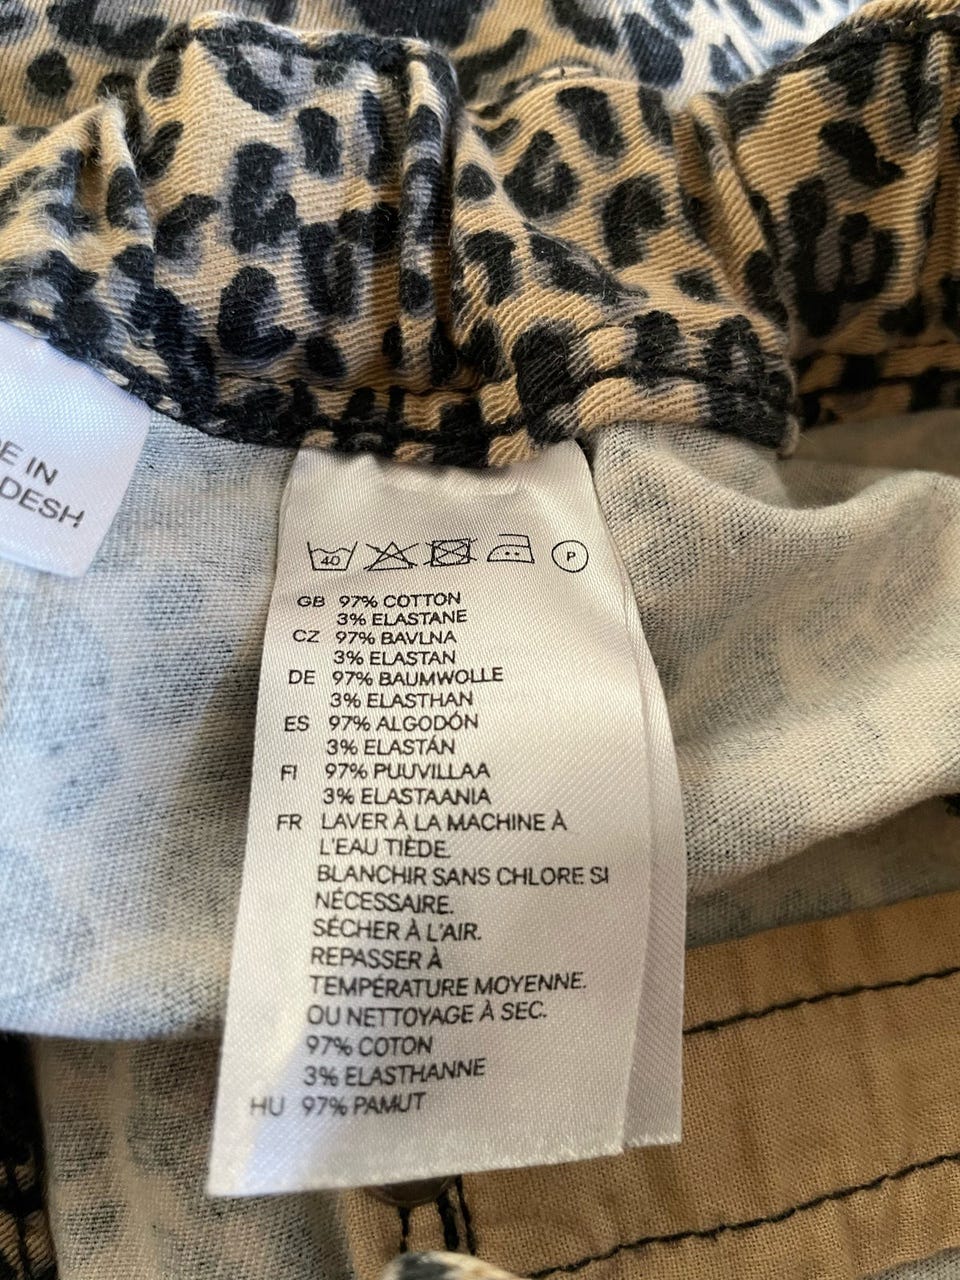 E IN
DESH
40
P
GB 97% COTTON
3% ELASTANE
CZ 97% BAVLNA
3% ELASTAN
DE 97% BAUMWOLLE
3% ELASTHAN
ES 97% ALGODÓN
3% ELASTÁN
FI 97% PUUVILLAA
3% ELASTAANIA
FR LAVER À LA MACHINE À
L'EAU TIÈDE.
BLANCHIR SANS CHLORE SI
NÉCESSAIRE.
SÉCHER À L'AIR.
REPASSER À
TEMPÉRATURE MOYENNE.
OU NETTOYAGE À SEC.
97% COTON
3% ELASTHANNE
HU 97% PAMUT